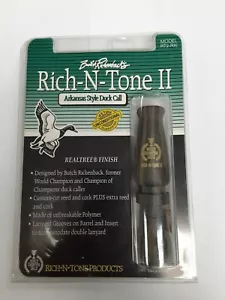 MODEL
Butch Richenback's
Rich-N-Tone II
Arkansas Style Duck Call
REALTREE® FINISH
• Designed by Butch Richenback, former
World Champion and Champion of
Champions duck caller
• Custom-cut reed and cork PLUS extra reed
and cork
• Made of unbreakable Polymer
• Lanyard Grooves on Barrel and Insert
to accommodate double lanyard
RICH-N-TONE PRODUCTS